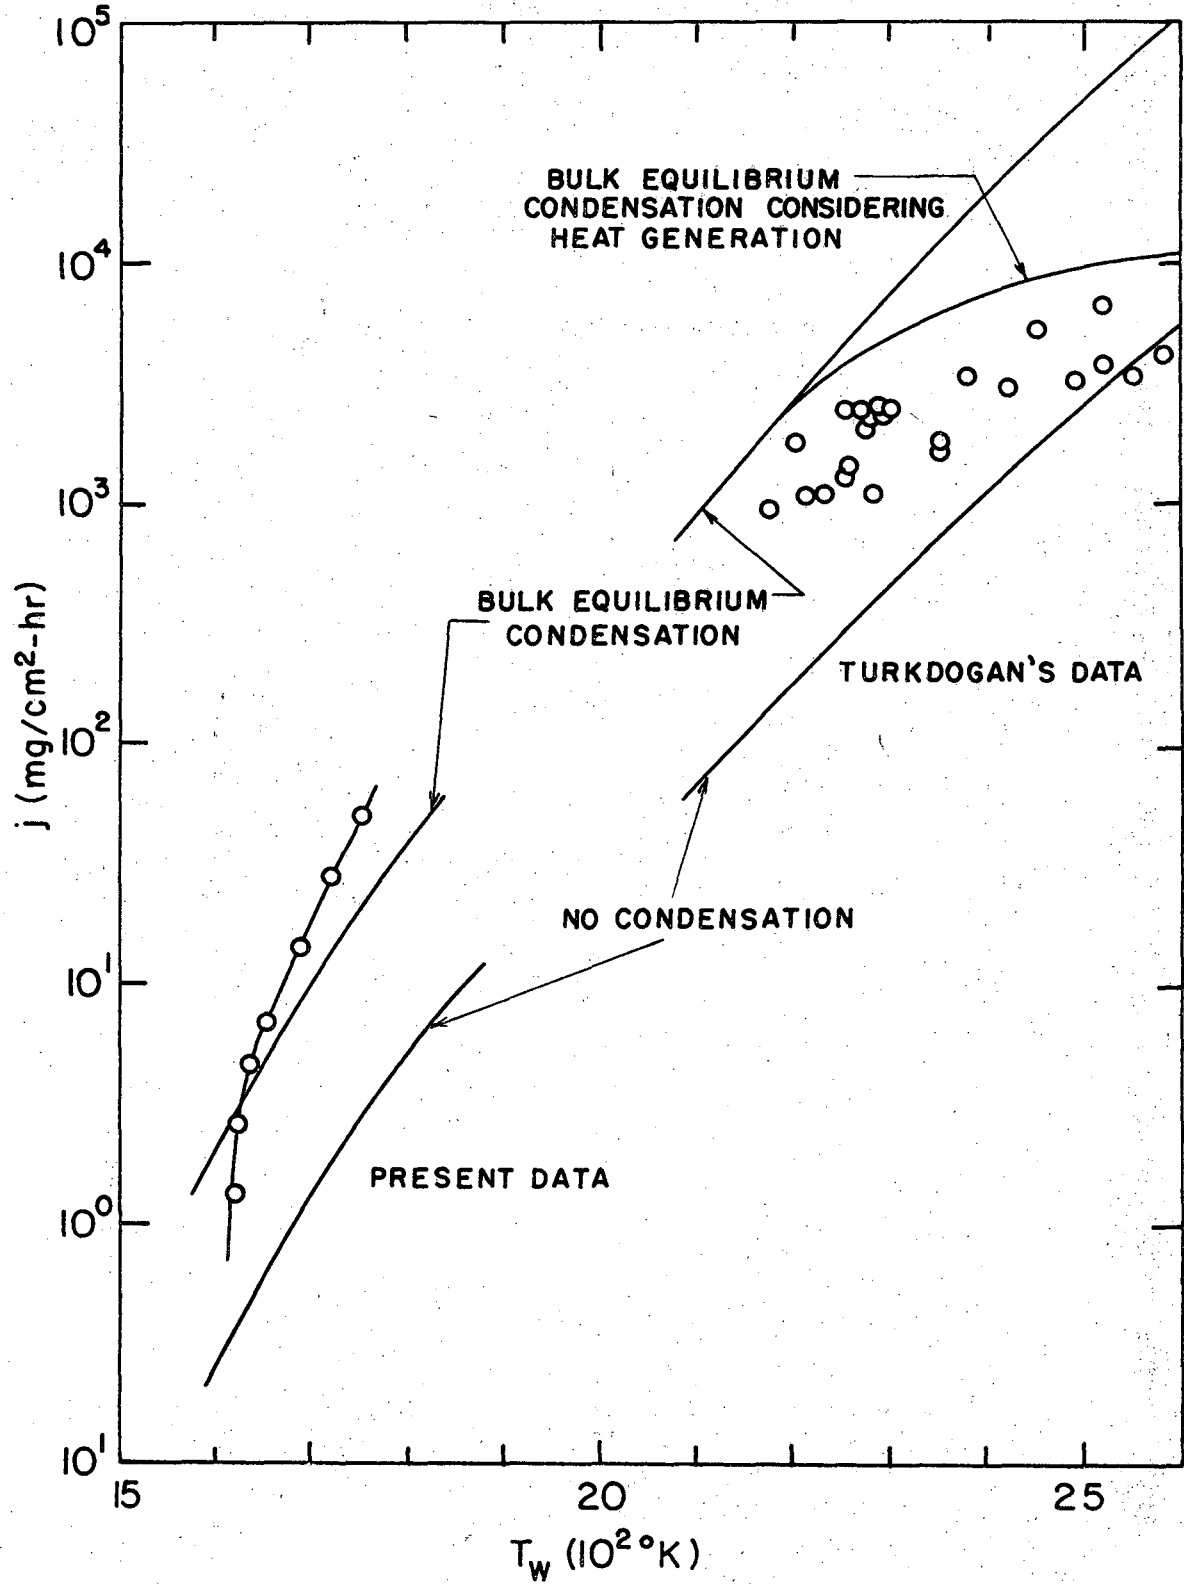 10⁵
BULK EQUILIBRIUM
CONDENSATION CONSIDERING
HEAT GENERATION
10⁴
10³
BULK EQUILIBRIUM
CONDENSATION
TURKDOGAN'S DATA
j (mg/cm²-hr)
10²
NO CONDENSATION
10¹
PRESENT DATA
10⁰
10¹
15
20
25
T_w (10² °K)